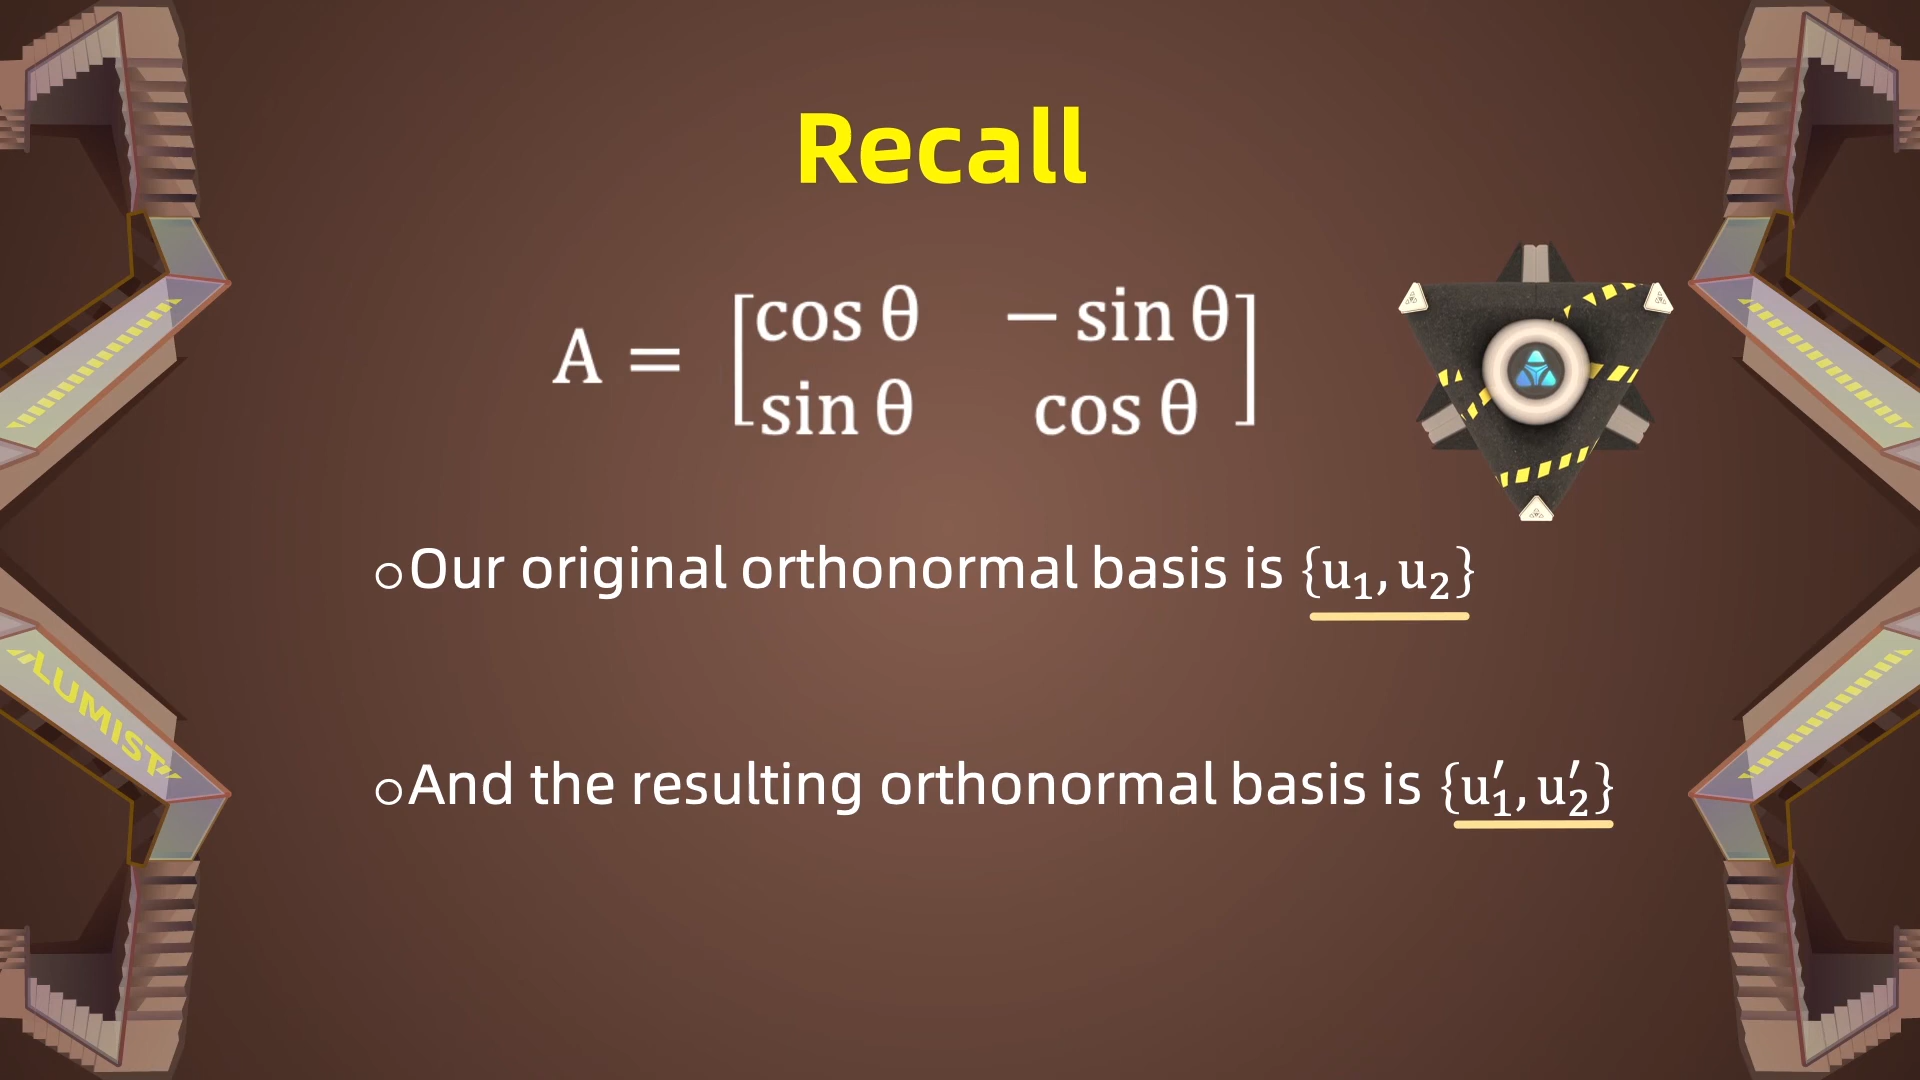 Recall
A = [cos θ − sin θ
sin θ cos θ]
○Our original orthonormal basis is {u₁, u₂}
○And the resulting orthonormal basis is {u′₁, u′₂}
LUMIST